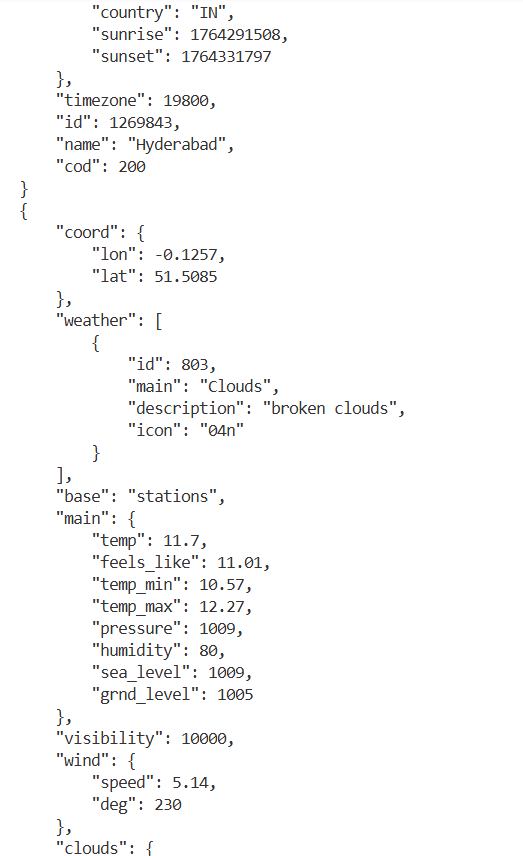 "country": "IN",
        "sunrise": 1764291508,
        "sunset": 1764331797
    },
    "timezone": 19800,
    "id": 1269843,
    "name": "Hyderabad",
    "cod": 200
}
{
    "coord": {
        "lon": -0.1257,
        "lat": 51.5085
    },
    "weather": [
        {
            "id": 803,
            "main": "Clouds",
            "description": "broken clouds",
            "icon": "04n"
        }
    ],
    "base": "stations",
    "main": {
        "temp": 11.7,
        "feels_like": 11.01,
        "temp_min": 10.57,
        "temp_max": 12.27,
        "pressure": 1009,
        "humidity": 80,
        "sea_level": 1009,
        "grnd_level": 1005
    },
    "visibility": 10000,
    "wind": {
        "speed": 5.14,
        "deg": 230
    },
    "clouds": {